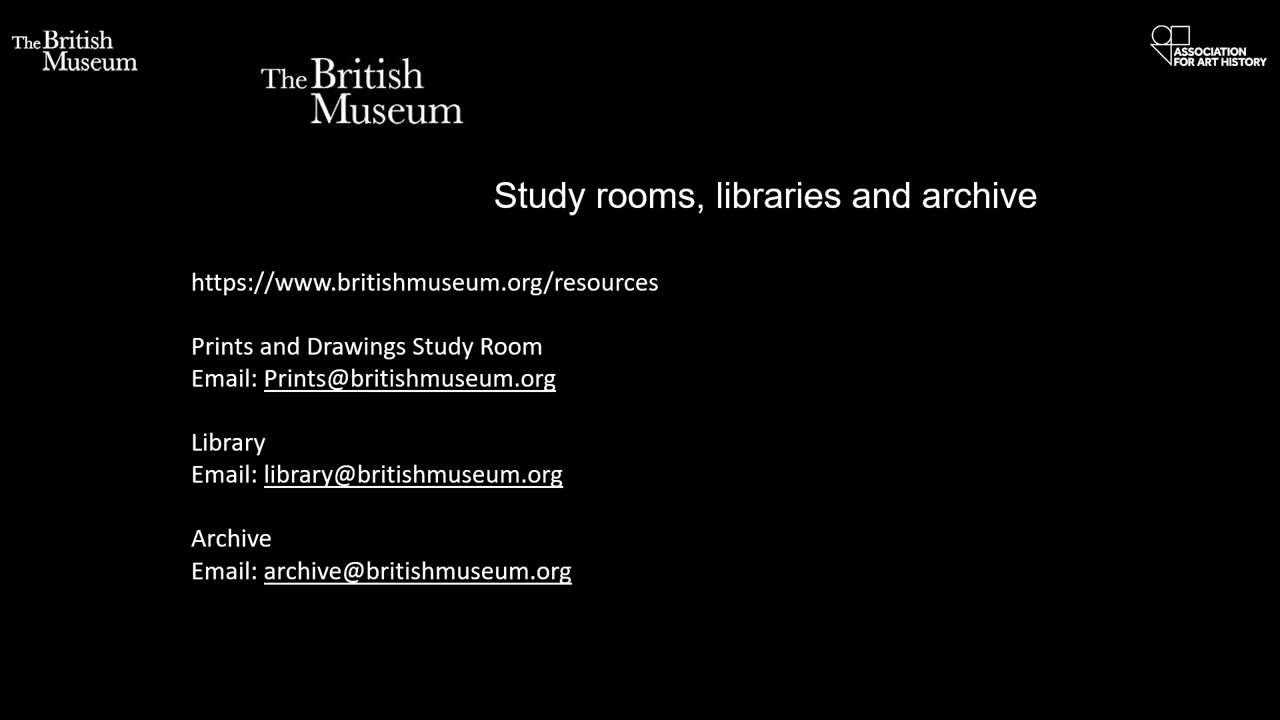 The British
Museum
The British
Museum
ASSOCIATION
FOR ART HISTORY
Study rooms, libraries and archive
https://www.britishmuseum.org/resources
Prints and Drawings Study Room
Email: Prints@britishmuseum.org
Library
Email: library@britishmuseum.org
Archive
Email: archive@britishmuseum.org